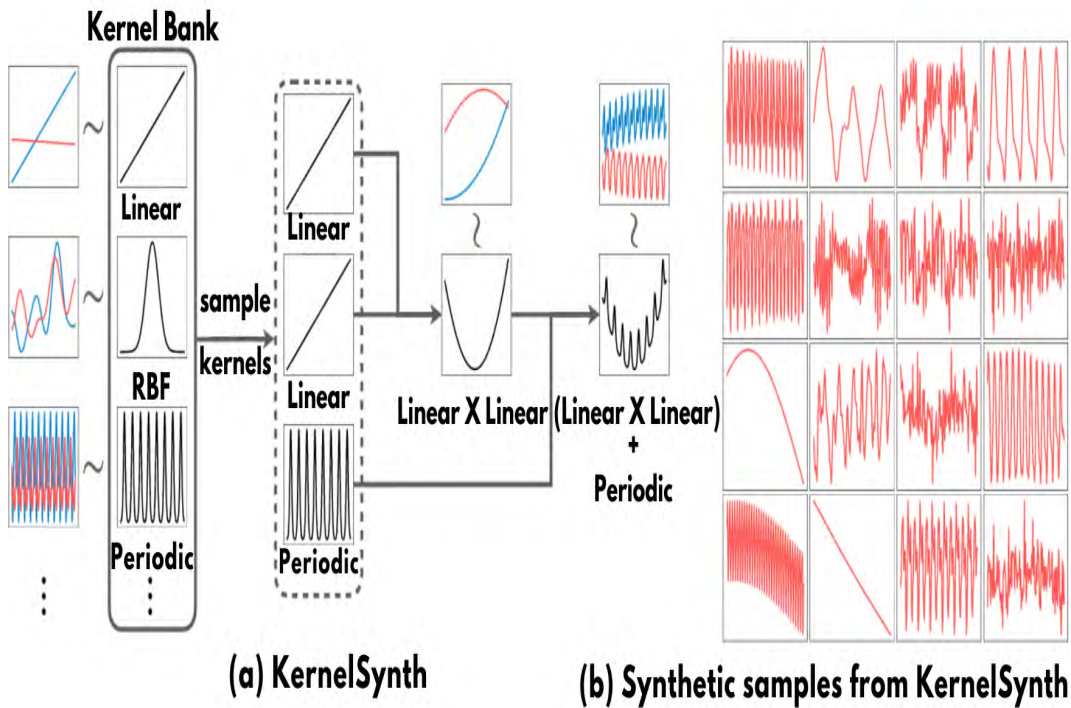 Kernel Bank
Linear
RBF
Periodic
sample
kernels
Linear
Linear
Periodic
Linear X Linear
(Linear X Linear)
+
Periodic
(a) KernelSynth
(b) Synthetic samples from KernelSynth